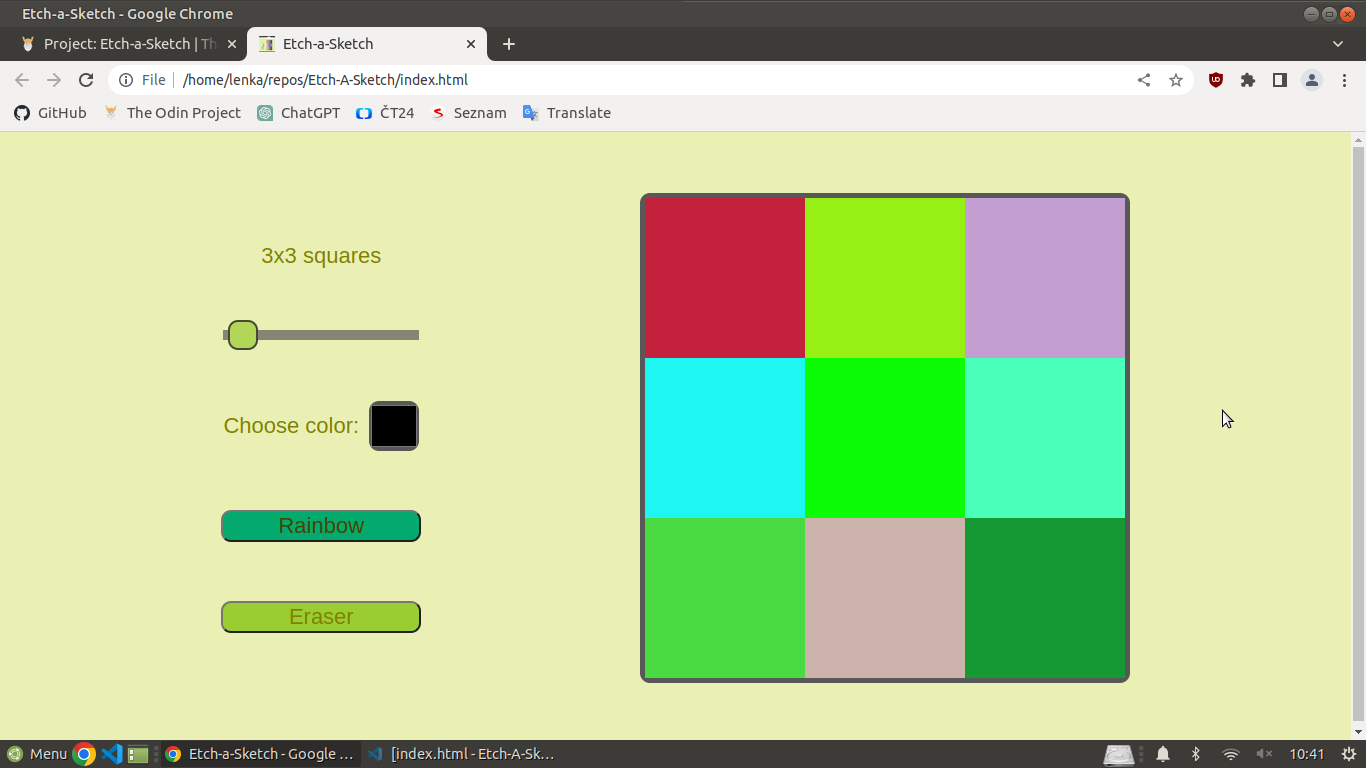 Etch-a-Sketch - Google Chrome
Project: Etch-a-Sketch | Th
Etch-a-Sketch
File
/home/lenka/repos/Etch-A-Sketch/index.html
GitHub
The Odin Project
ChatGPT
ČT24
Seznam
Translate
3x3 squares
Choose color:
Rainbow
Eraser
Menu
Etch-a-Sketch - Google ...
[index.html - Etch-A-Sk...
10:41